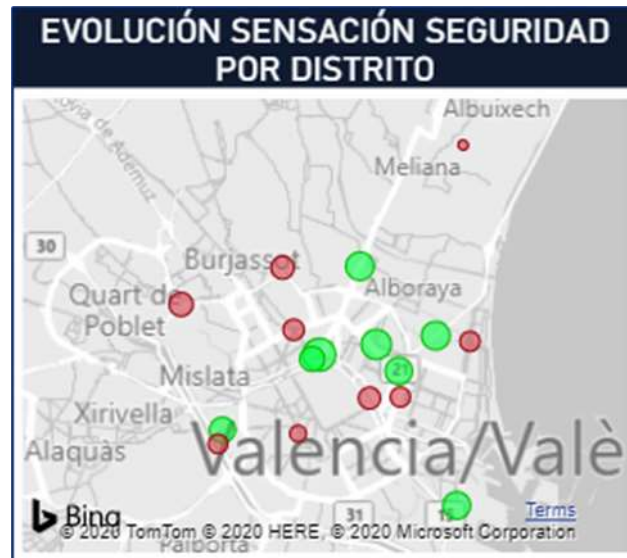 EVOLUCIÓN SENSACIÓN SEGURIDAD
POR DISTRITO
Albuixech
Meliana
30
Burjassot
Quart de
Poblet
Alboraya
Mislata
21
Xirivella
Alaquàs
Valencia/Valè
Bing
Terms
31
15
© 2020 TomTom © 2020 HERE, © 2020 Microsoft Corporation